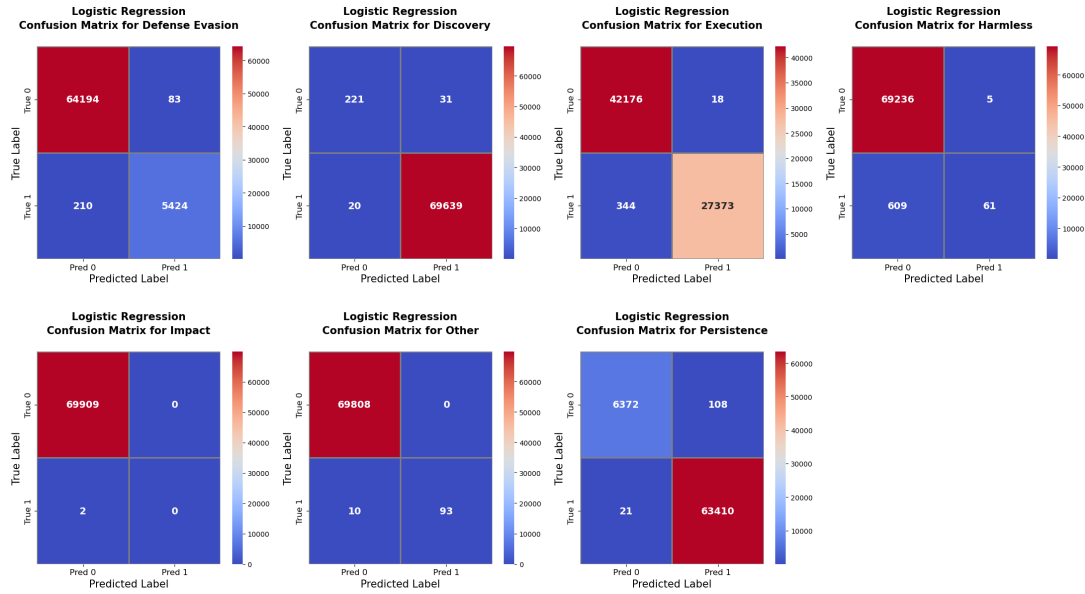 Logistic Regression
Confusion Matrix for Defense Evasion
True Label
True 0
True 1
64194
83
210
5424
Pred 0
Pred 1
Predicted Label
60000
50000
40000
30000
20000
10000
Logistic Regression
Confusion Matrix for Discovery
True Label
True 0
True 1
221
31
20
69639
Pred 0
Pred 1
Predicted Label
60000
50000
40000
30000
20000
10000
Logistic Regression
Confusion Matrix for Execution
True Label
True 0
True 1
42176
18
344
27373
Pred 0
Pred 1
Predicted Label
40000
35000
30000
25000
20000
15000
10000
5000
Logistic Regression
Confusion Matrix for Harmless
True Label
True 0
True 1
69236
5
609
61
Pred 0
Pred 1
Predicted Label
60000
50000
40000
30000
20000
10000
Logistic Regression
Confusion Matrix for Impact
True Label
True 0
True 1
69909
0
2
0
Pred 0
Pred 1
Predicted Label
60000
50000
40000
30000
20000
10000
0
Logistic Regression
Confusion Matrix for Other
True Label
True 0
True 1
69808
0
10
93
Pred 0
Pred 1
Predicted Label
60000
50000
40000
30000
20000
10000
0
Logistic Regression
Confusion Matrix for Persistence
True Label
True 0
True 1
6372
108
21
63410
Pred 0
Pred 1
Predicted Label
60000
50000
40000
30000
20000
10000